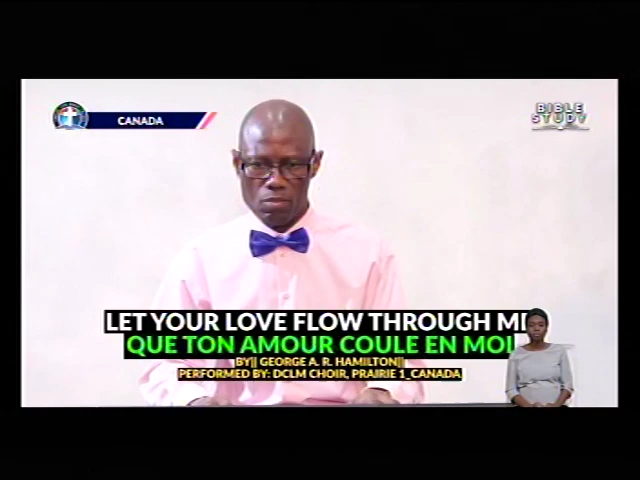 CANADA
BIBLE
STUDY
LET YOUR LOVE FLOW THROUGH ME
QUE TON AMOUR COULE EN MOI
BY|| GEORGE A. R. HAMILTON||
PERFORMED BY: DCLM CHOIR, PRAIRIE 1_CANADA